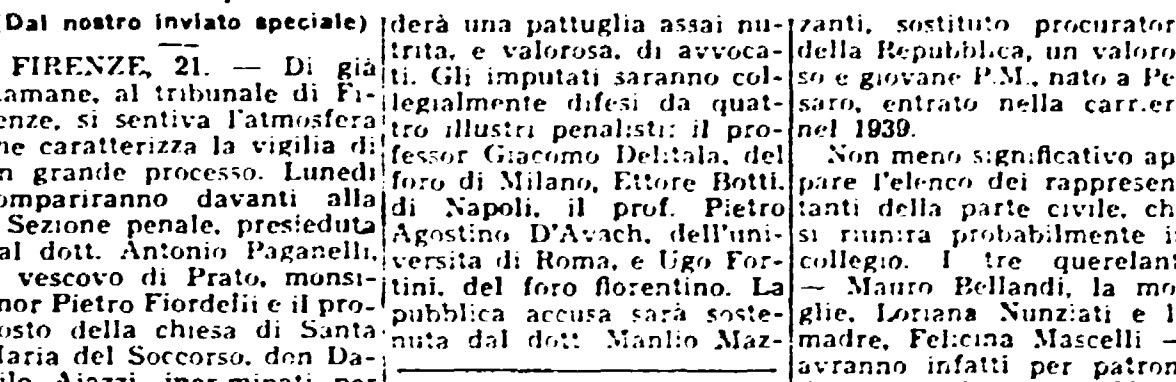 (Dal nostro inviato speciale)
FIRENZE, 21. — Di già
stamane, al tribunale di Fi-
renze, si sentiva l'atmosfera
che caratterizza la vigilia di
un grande processo. Lunedì
compariranno davanti alla
Sezione penale, presieduta
dal dott. Antonio Paganelli,
vescovo di Prato, monsi-
gnor Pietro Fiordelli e il pro-
posto della chiesa di Santa
Maria del Soccorso, don Da-
nilo Aiazzi, incriminati per
derà una pattuglia assai nu-
trita, e valorosa, di avvoca-
ti. Gli imputati saranno col-
legialmente difesi da quat-
tro illustri penalisti: il pro-
fessor Giacomo Delitala, del
foro di Milano, Ettore Botti,
di Napoli, il prof. Pietro
Agostino D'Avach, dell'uni-
versita di Roma, e Ugo For-
tini, del foro fiorentino. La
pubblica accusa sarà soste-
nuta dal dott. Manlio Maz-
zanti, sostituto procurator
della Repubblica, un valoro-
so e giovane P.M., nato a Pe-
saro, entrato nella carrier
nel 1939.
Non meno significativo ap-
pare l'elenco dei rappresen-
tanti della parte civile, ch
si riunira probabilmente i
collegio. I tre querelant
— Mauro Bellandi, la mo-
glie, Loriana Nunziati e l
madre, Felicina Mascelli —
avranno infatti per patron